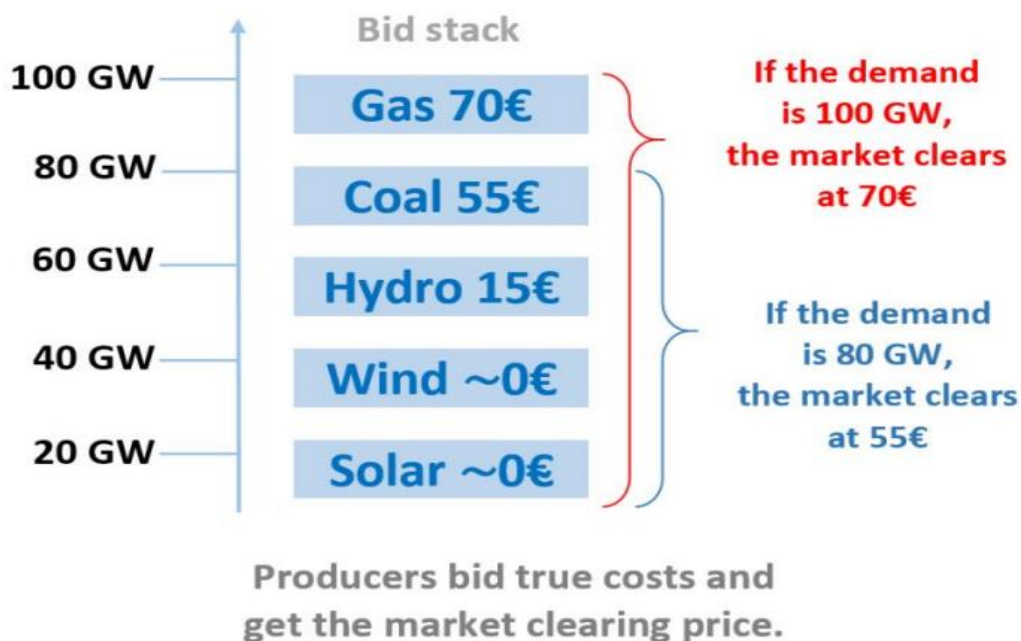 Bid stack
100 GW
80 GW
60 GW
40 GW
20 GW
Gas 70€
Coal 55€
Hydro 15€
Wind ~0€
Solar ~0€
If the demand
is 100 GW,
the market clears
at 70€
If the demand
is 80 GW,
the market clears
at 55€
Producers bid true costs and
get the market clearing price.